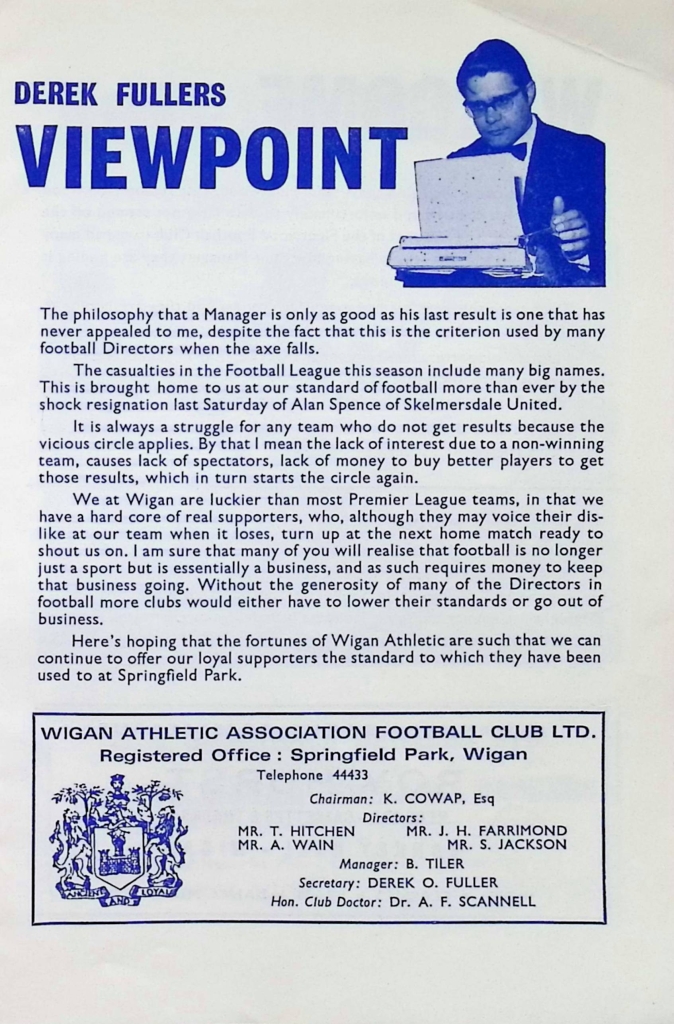 DEREK FULLERS
VIEWPOINT
The philosophy that a Manager is only as good as his last result is one that has
never appealed to me, despite the fact that this is the criterion used by many
football Directors when the axe falls.
The casualties in the Football League this season include many big names.
This is brought home to us at our standard of football more than ever by the
shock resignation last Saturday of Alan Spence of Skelmersdale United.
It is always a struggle for any team who do not get results because the
vicious circle applies. By that I mean the lack of interest due to a non-winning
team, causes lack of spectators, lack of money to buy better players to get
those results, which in turn starts the circle again.
We at Wigan are luckier than most Premier League teams, in that we
have a hard core of real supporters, who, although they may voice their dis-
like at our team when it loses, turn up at the next home match ready to
shout us on. I am sure that many of you will realise that football is no longer
just a sport but is essentially a business, and as such requires money to keep
that business going. Without the generosity of many of the Directors in
football more clubs would either have to lower their standards or go out of
business.
Here's hoping that the fortunes of Wigan Athletic are such that we can
continue to offer our loyal supporters the standard to which they have been
used to at Springfield Park.
WIGAN ATHLETIC ASSOCIATION FOOTBALL CLUB LTD.
Registered Office : Springfield Park, Wigan
Telephone 44433
Chairman: K. COWAP, Esq
Directors:
MR. T. HITCHEN MR. J. H. FARRIMOND
MR. A. WAIN MR. S. JACKSON
Manager: B. TILER
Secretary: DEREK O. FULLER
Hon. Club Doctor: Dr. A. F. SCANNELL
ANCIENT AND LOYAL